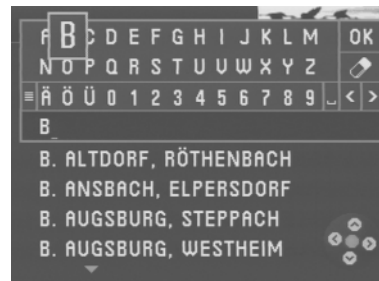 A B C D E F G H I J K L M OK
N O P Q R S T U V W X Y Z
Ä Ö Ü 0 1 2 3 4 5 6 7 8 9 ␣ < >
B_
B. ALTDORF, RÖTHENBACH
B. ANSBACH, ELPERSDORF
B. AUGSBURG, STEPPACH
B. AUGSBURG, WESTHEIM